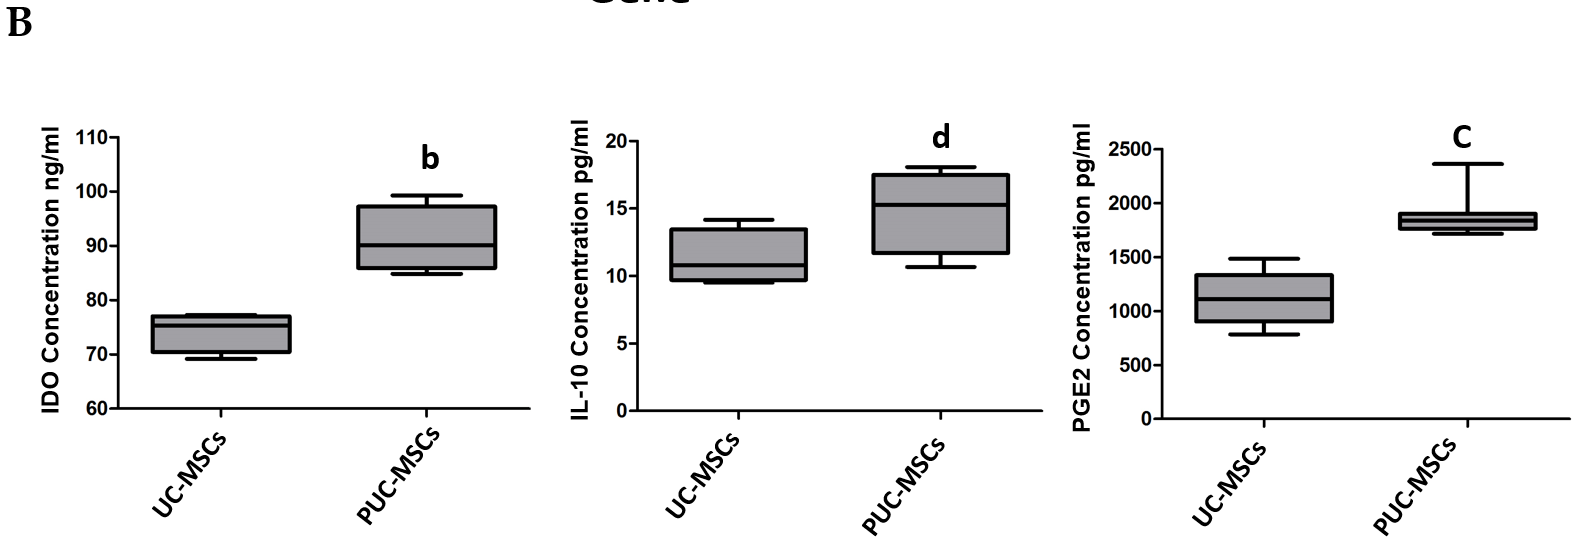 B
IDO Concentration ng/ml
110
100
90
80
70
60
b
UC-MSCs
PUC-MSCs
IL-10 Concentration pg/ml
20
15
10
5
0
d
UC-MSCs
PUC-MSCs
PGE2 Concentration pg/ml
2500
2000
1500
1000
500
0
C
UC-MSCs
PUC-MSCs